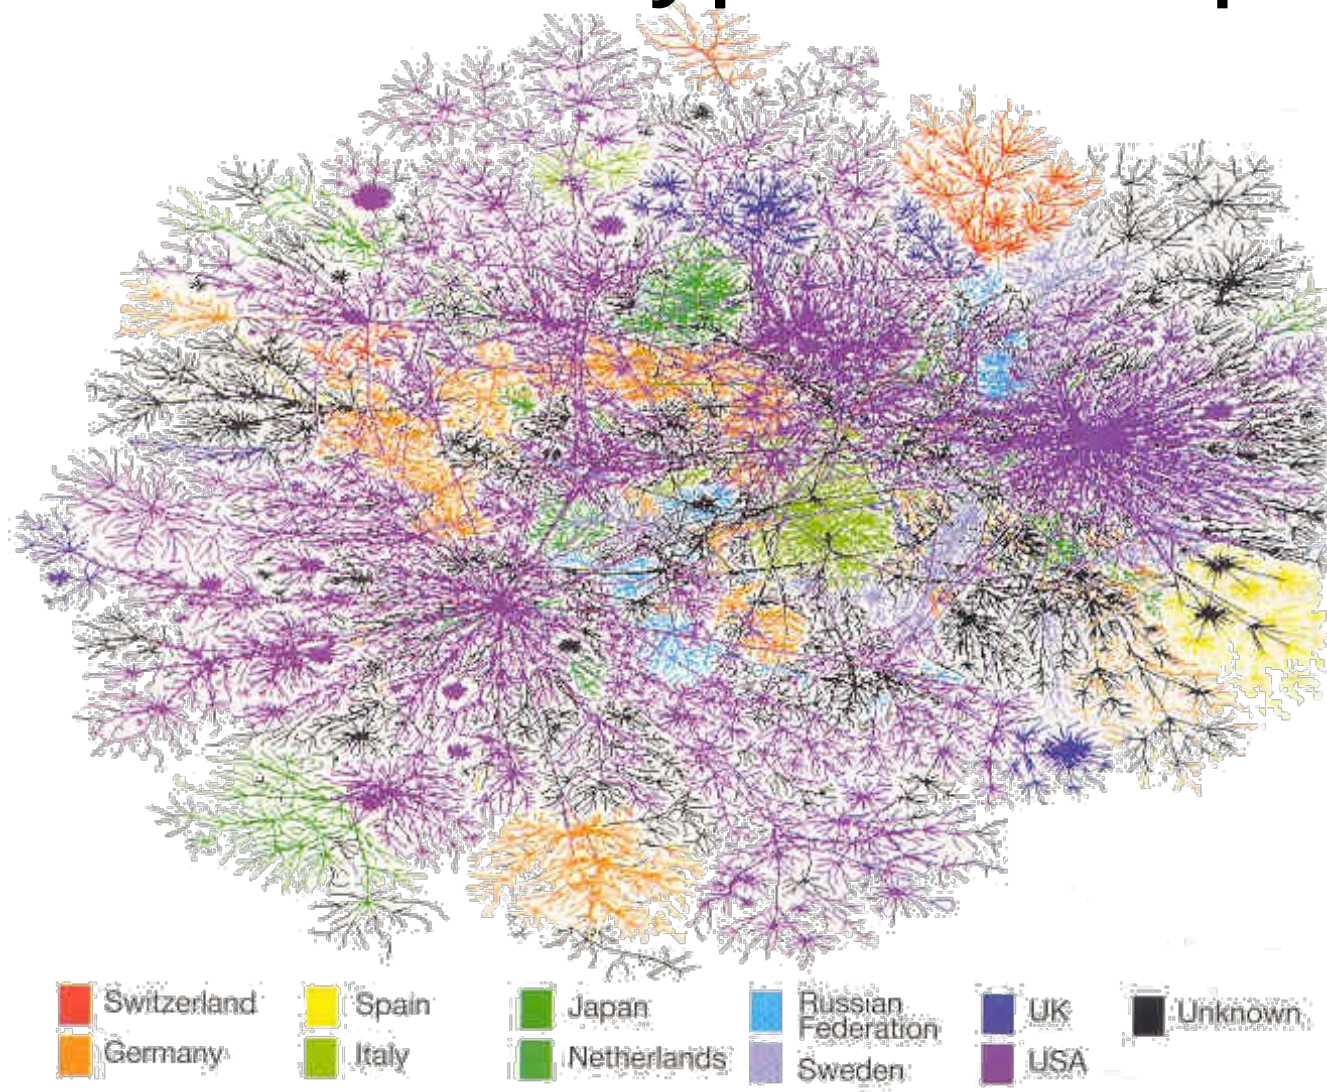 Switzerland
Germany
Spain
Italy
Japan
Netherlands
Russian
Federation
Sweden
UK
USA
Unknown